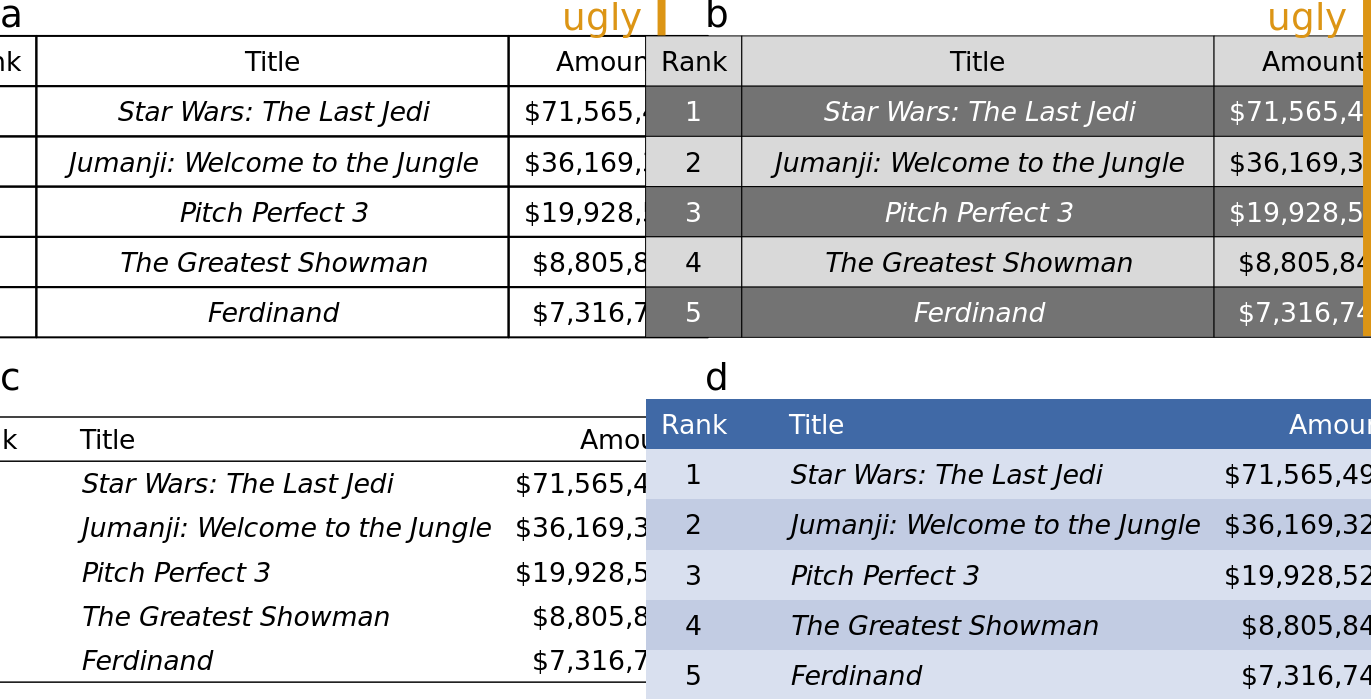 a ugly b ugly
nk Title Amoun Rank Title Amount
Star Wars: The Last Jedi $71,565, 1 Star Wars: The Last Jedi $71,565,4
Jumanji: Welcome to the Jungle $36,169, 2 Jumanji: Welcome to the Jungle $36,169,3
Pitch Perfect 3 $19,928, 3 Pitch Perfect 3 $19,928,5
The Greatest Showman $8,805,8 4 The Greatest Showman $8,805,84
Ferdinand $7,316,7 5 Ferdinand $7,316,74
c d
k Title Amou Rank Title Amoun
Star Wars: The Last Jedi $71,565,4 1 Star Wars: The Last Jedi $71,565,49
Jumanji: Welcome to the Jungle $36,169,3 2 Jumanji: Welcome to the Jungle $36,169,32
Pitch Perfect 3 $19,928,5 3 Pitch Perfect 3 $19,928,52
The Greatest Showman $8,805,8 4 The Greatest Showman $8,805,84
Ferdinand $7,316,7 5 Ferdinand $7,316,74